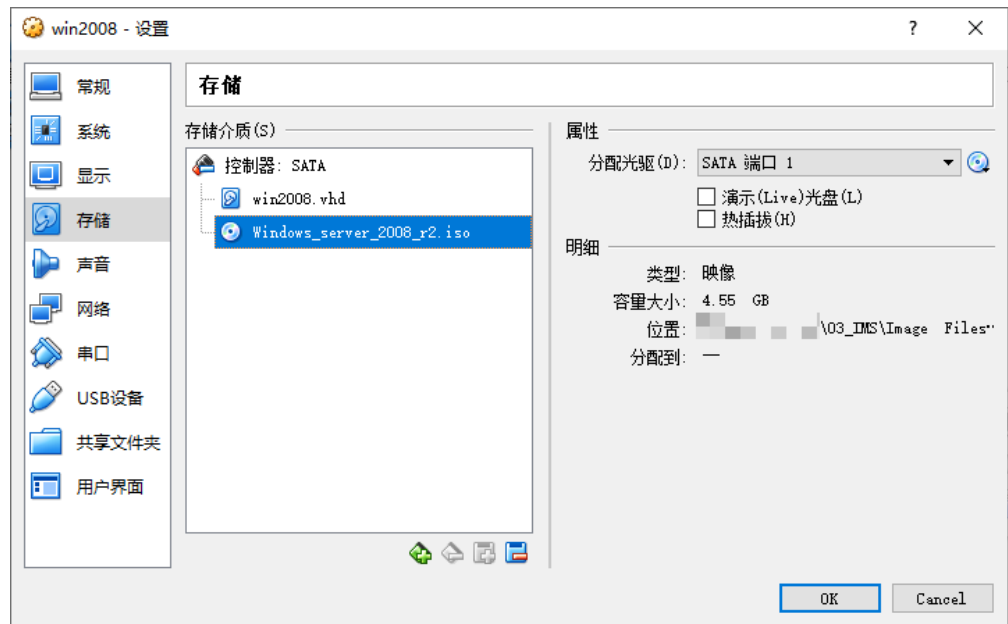 win2008 - 设置
?
常规
系统
显示
存储
声音
网络
串口
USB设备
共享文件夹
用户界面
存储
存储介质(S)
控制器: SATA
win2008.vhd
Windows_server_2008_r2.iso
属性
分配光驱(D): SATA 端口 1
演示(Live)光盘(L)
热插拔(H)
明细
类型: 映像
容量大小: 4.55 GB
位置: \03_IMS\Image Files…
分配到: —
OK
Cancel